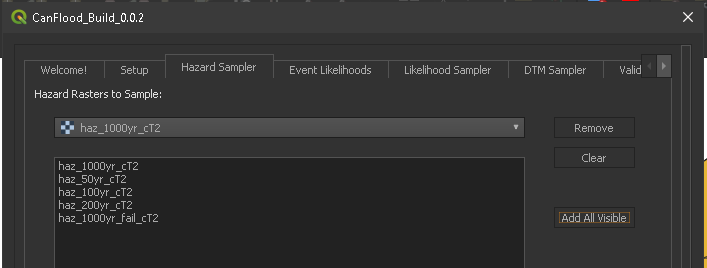 CanFlood_Build_0.0.2
Welcome! Setup Hazard Sampler Event Likelihoods Likelihood Sampler DTM Sampler Valid
Hazard Rasters to Sample:
haz_1000yr_cT2 Remove
Clear
haz_1000yr_cT2
haz_50yr_cT2
haz_100yr_cT2
haz_200yr_cT2
haz_1000yr_fail_cT2 Add All Visible